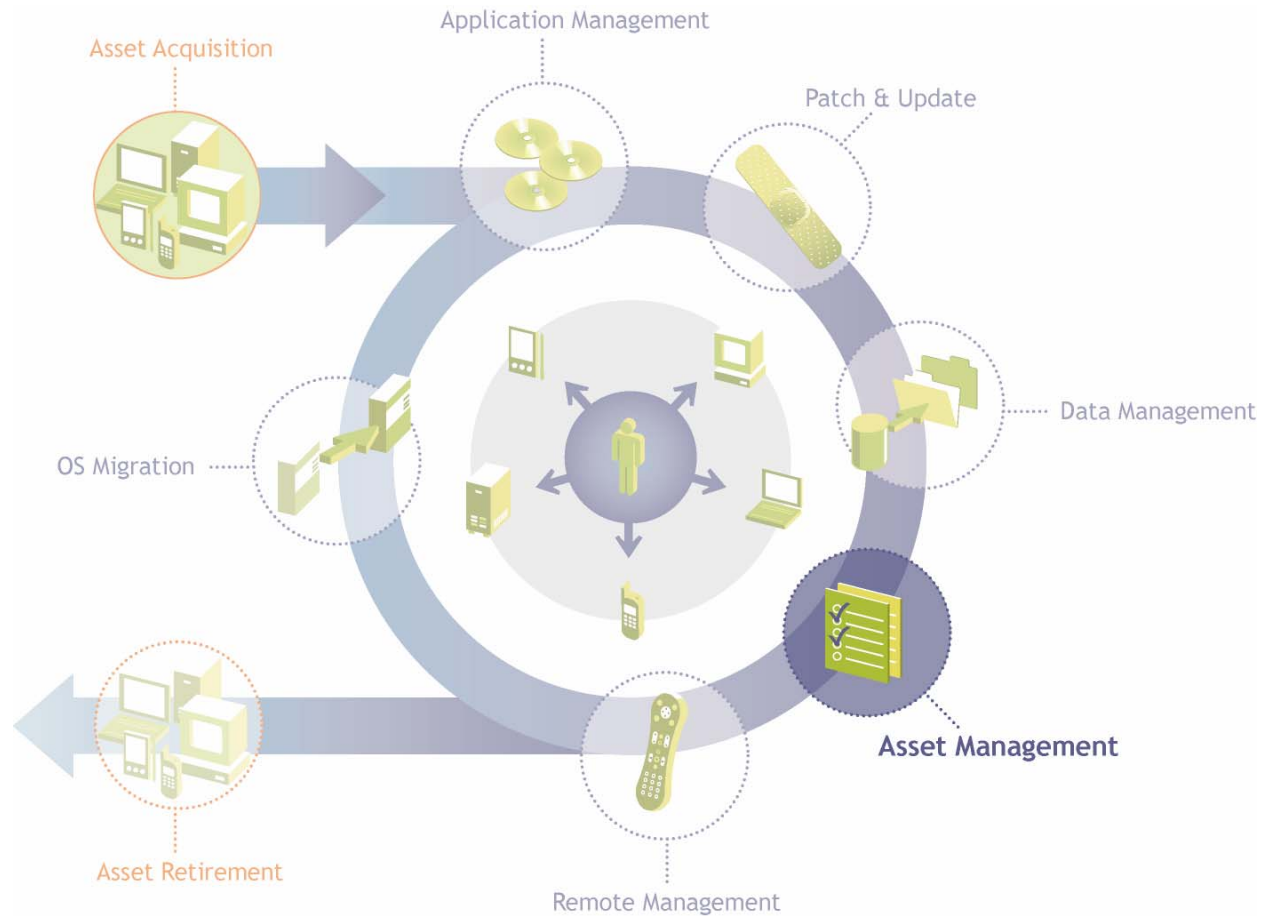 Application Management
Asset Acquisition
Patch & Update
Data Management
OS Migration
Asset Management
Asset Retirement
Remote Management